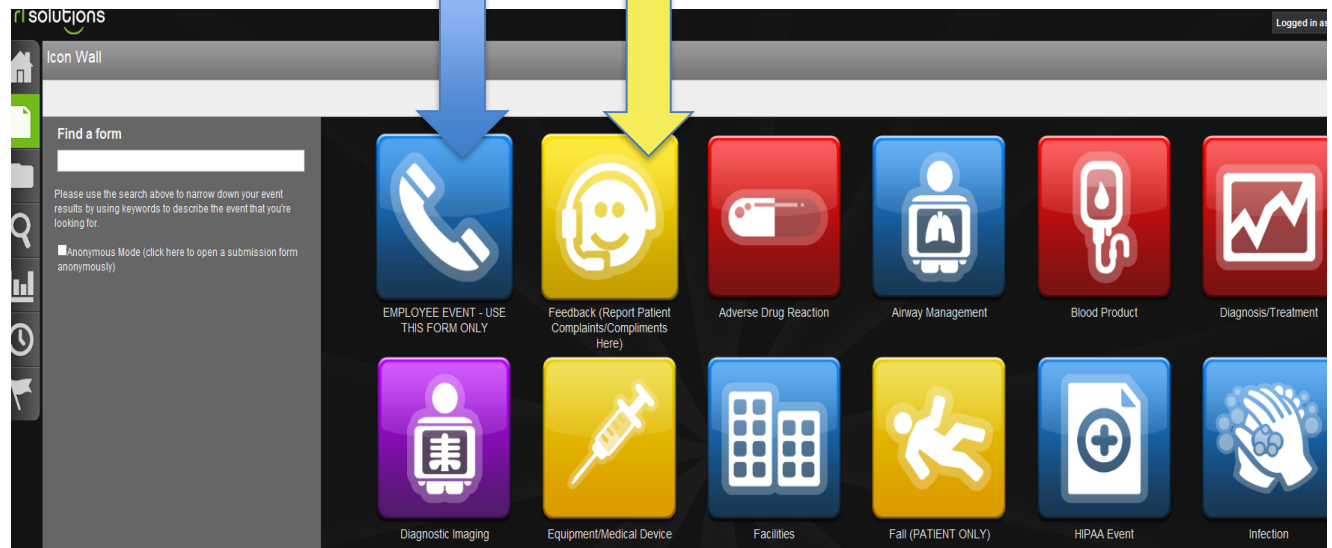 rl solutions
Logged in as
Icon Wall
Find a form
Please use the search above to narrow down your event
results by using keywords to describe the event that you're
looking for.
Anonymous Mode (click here to open a submission form
anonymously)
EMPLOYEE EVENT - USE
THIS FORM ONLY
Feedback (Report Patient
Complaints/Compliments
Here)
Adverse Drug Reaction
Airway Management
Blood Product
Diagnosis/Treatment
Diagnostic Imaging
Equipment/Medical Device
Facilities
Fall (PATIENT ONLY)
HIPAA Event
Infection